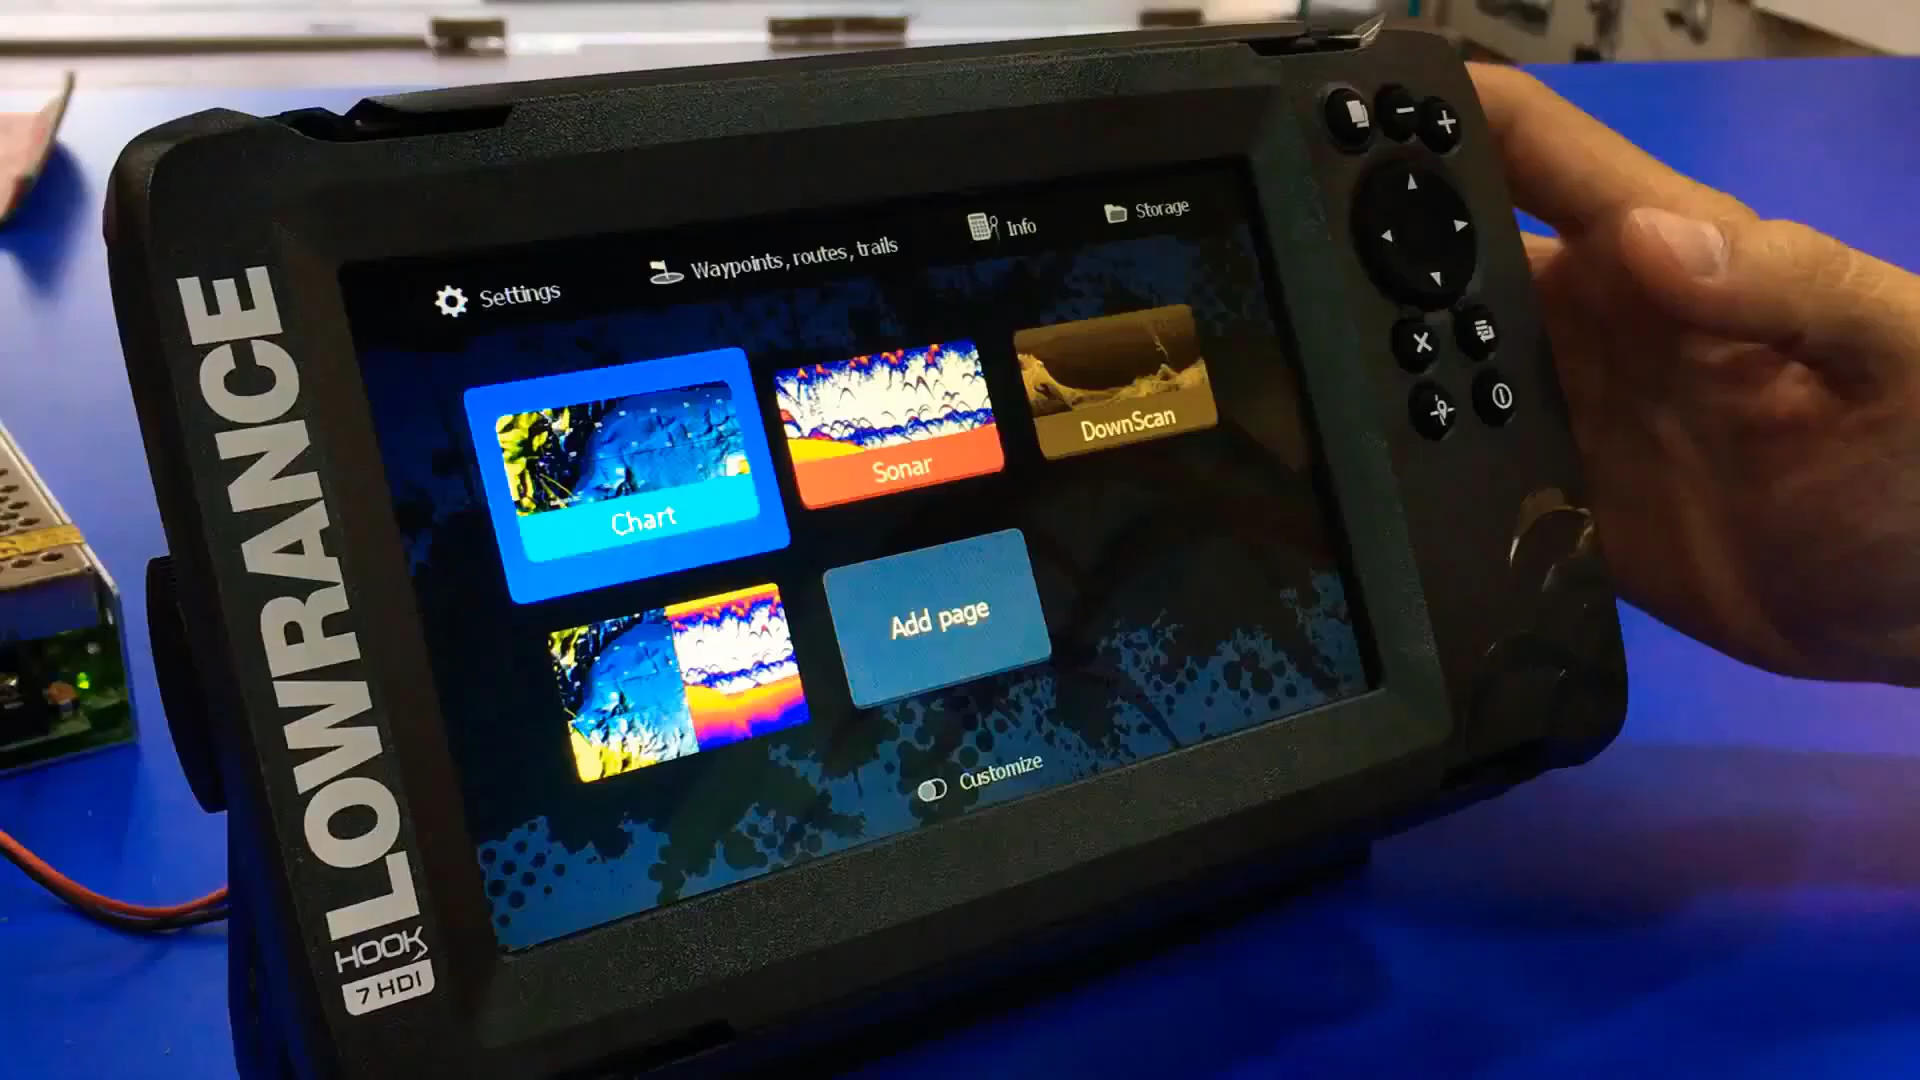 LOWRANCE
HOOK
7 HDI
Settings
Waypoints, routes, trails
Info
Storage
Chart
Sonar
DownScan
Add page
Customize